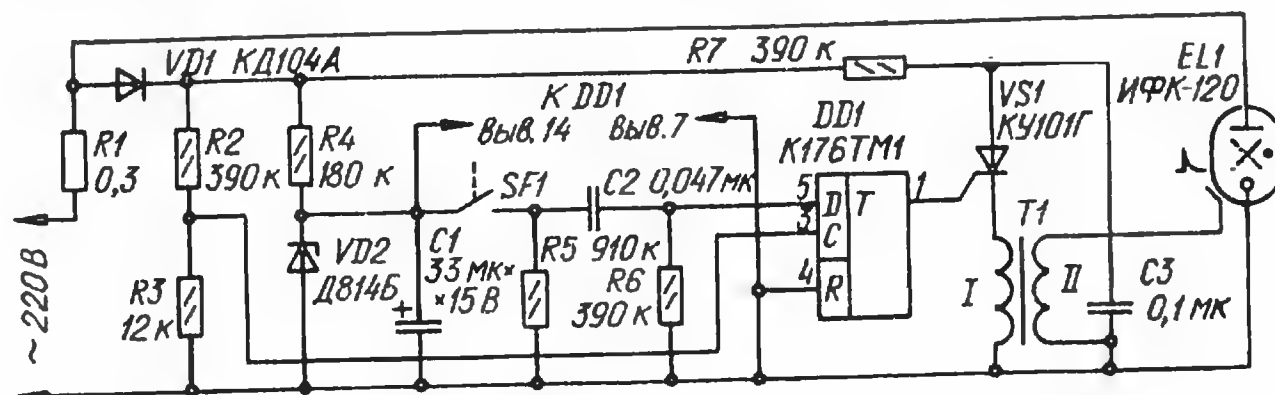 VD1 КД104А
R7 390 к
EL1
ИФК-120
К DD1
Выв. 14
Выв. 7
VS1
КУ101Г
DD1
К176ТМ1
R1
0,3
R2
390 к
R4
180 к
SF1
C2 0,047 мк
5
D
T
1
3
C
4
R
T1
~220В
R3
12 к
VD2
Д814Б
C1
33 мк×
×15 В
+
R5 910 к
R6
390 к
I
II
C3
0,1 мк